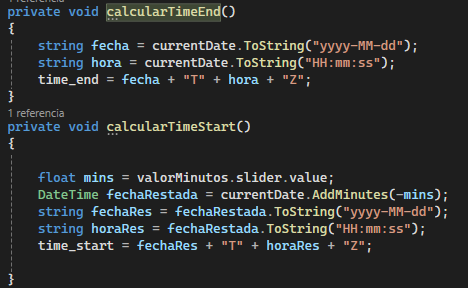 1 referencia
private void calcularTimeEnd()
{
string fecha = currentDate.ToString("yyyy-MM-dd");
string hora = currentDate.ToString("HH:mm:ss");
time_end = fecha + "T" + hora + "Z";
}
1 referencia
private void calcularTimeStart()
{
float mins = valorMinutos.slider.value;
DateTime fechaRestada = currentDate.AddMinutes(-mins);
string fechaRes = fechaRestada.ToString("yyyy-MM-dd");
string horaRes = fechaRestada.ToString("HH:mm:ss");
time_start = fechaRes + "T" + horaRes + "Z";
}